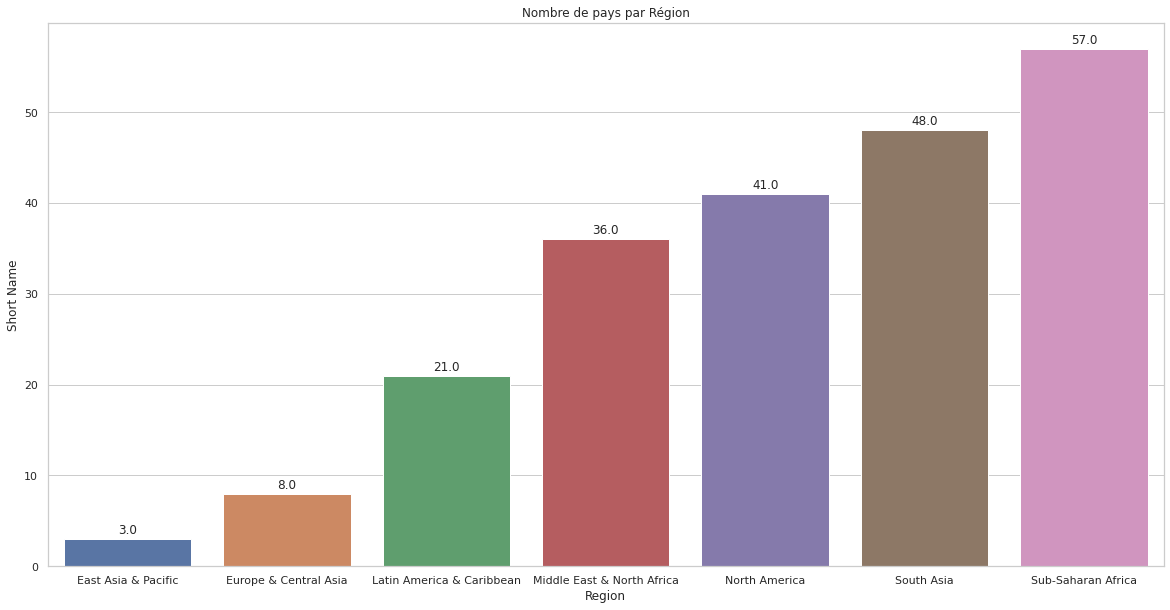 Nombre de pays par Région
57.0
48.0
41.0
36.0
21.0
8.0
3.0
50
40
30
20
10
0
Short Name
East Asia & Pacific
Europe & Central Asia
Latin America & Caribbean
Middle East & North Africa
North America
South Asia
Sub-Saharan Africa
Region